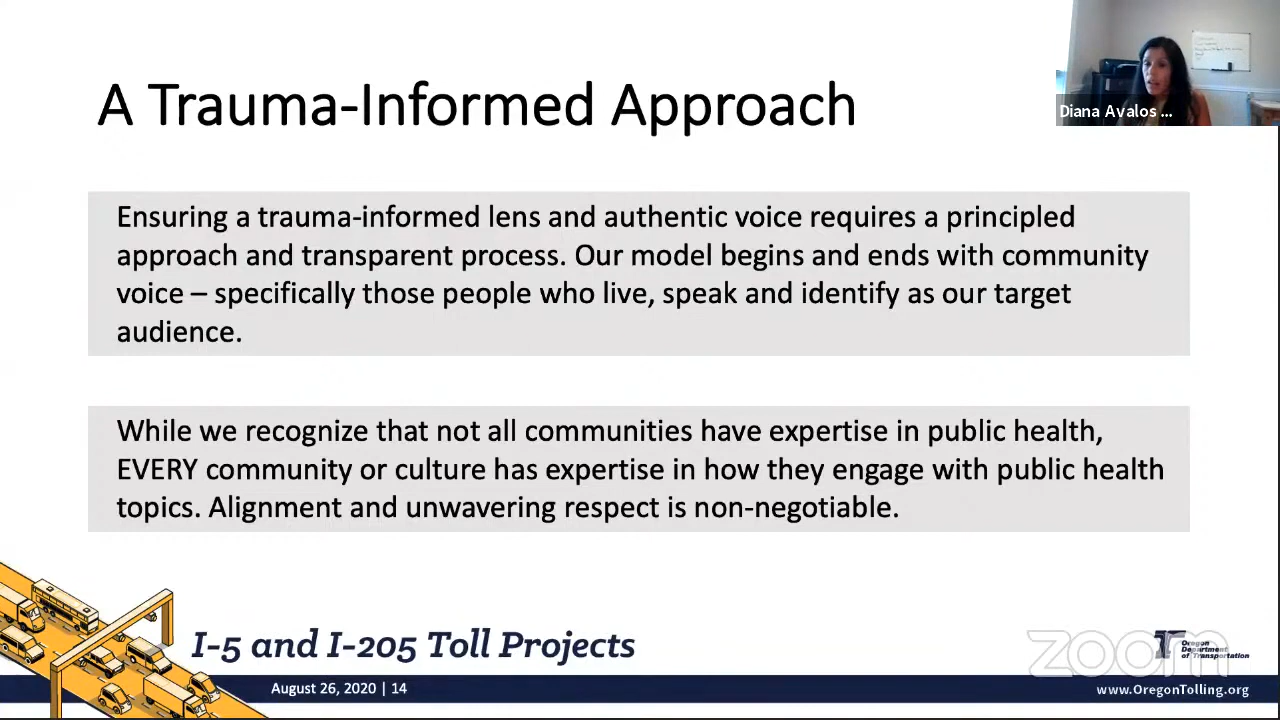 A Trauma-Informed Approach
Diana Avalos ...
Ensuring a trauma-informed lens and authentic voice requires a principled
approach and transparent process. Our model begins and ends with community
voice – specifically those people who live, speak and identify as our target
audience.
While we recognize that not all communities have expertise in public health,
EVERY community or culture has expertise in how they engage with public health
topics. Alignment and unwavering respect is non-negotiable.
I-5 and I-205 Toll Projects
zoom
Oregon
Department
of Transportation
August 26, 2020 | 14
www.OregonTolling.org